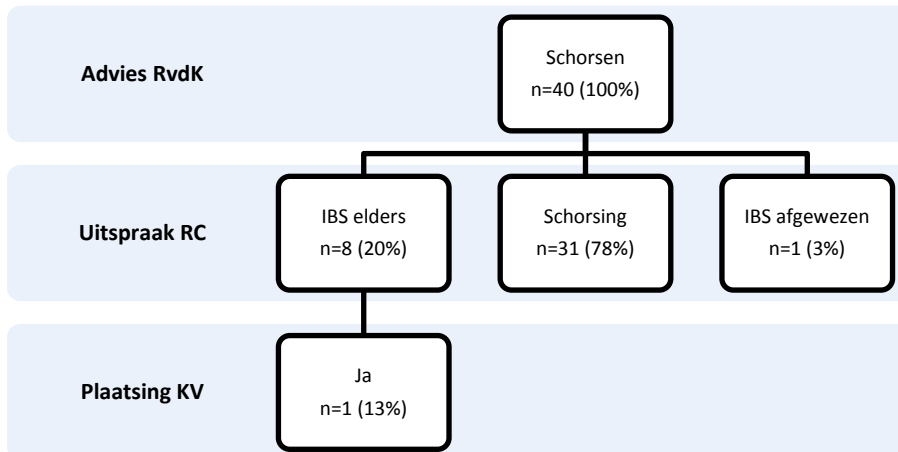 Advies RvdK
Schorsen
n=40 (100%)
Uitspraak RC
IBS elders
n=8 (20%)
Schorsing
n=31 (78%)
IBS afgewezen
n=1 (3%)
Plaatsing KV
Ja
n=1 (13%)